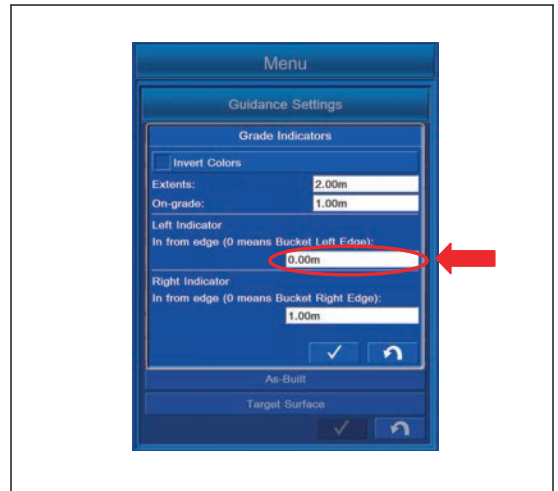 Menu
Guidance Settings
Grade Indicators
Invert Colors
Extents: 2.00m
On-grade: 1.00m
Left Indicator
In from edge (0 means Bucket Left Edge):
0.00m
Right Indicator
In from edge (0 means Bucket Right Edge):
1.00m
As-Built
Target Surface